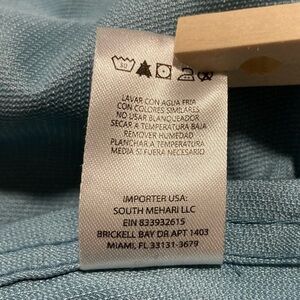 LAVAR CON AGUA FRIA
CON COLORES SIMILARES
NO USAR BLANQUEADOR
SECAR A TEMPERATURA BAJA
REMOVER HUMEDAD
PLANCHAR A TEMPERATURA
MEDIA SI FUERA NECESARIO
IMPORTER USA:
SOUTH MEHARI LLC
EIN 833932615
BRICKELL BAY DR APT 1403
MIAMI, FL 33131-3679